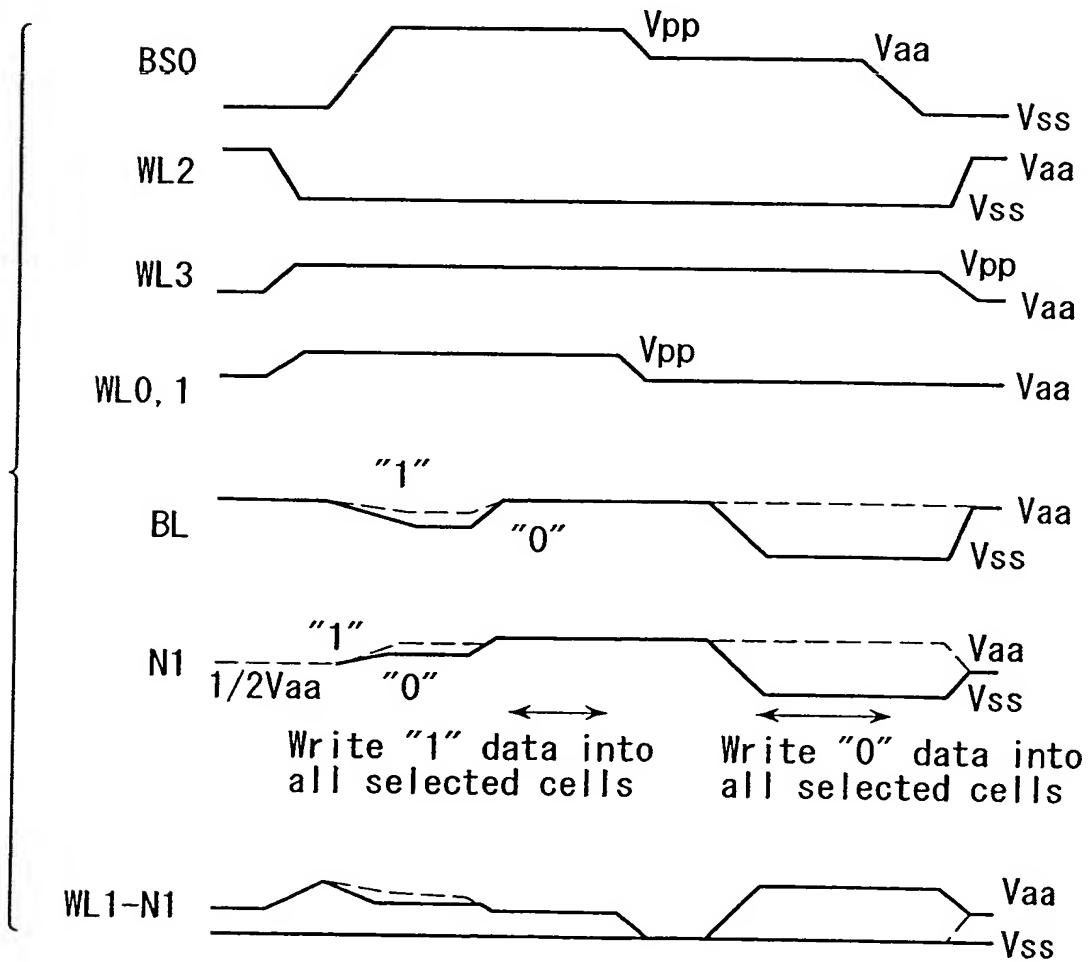 BS0
Vpp
Vaa
Vss
WL2
Vaa
Vss
WL3
Vpp
Vaa
WL0, 1
Vpp
Vaa
BL
"1"
"0"
Vaa
Vss
N1
"1"
1/2Vaa
"0"
Vaa
Vss
Write "1" data into
all selected cells
Write "0" data into
all selected cells
WL1-N1
Vaa
Vss